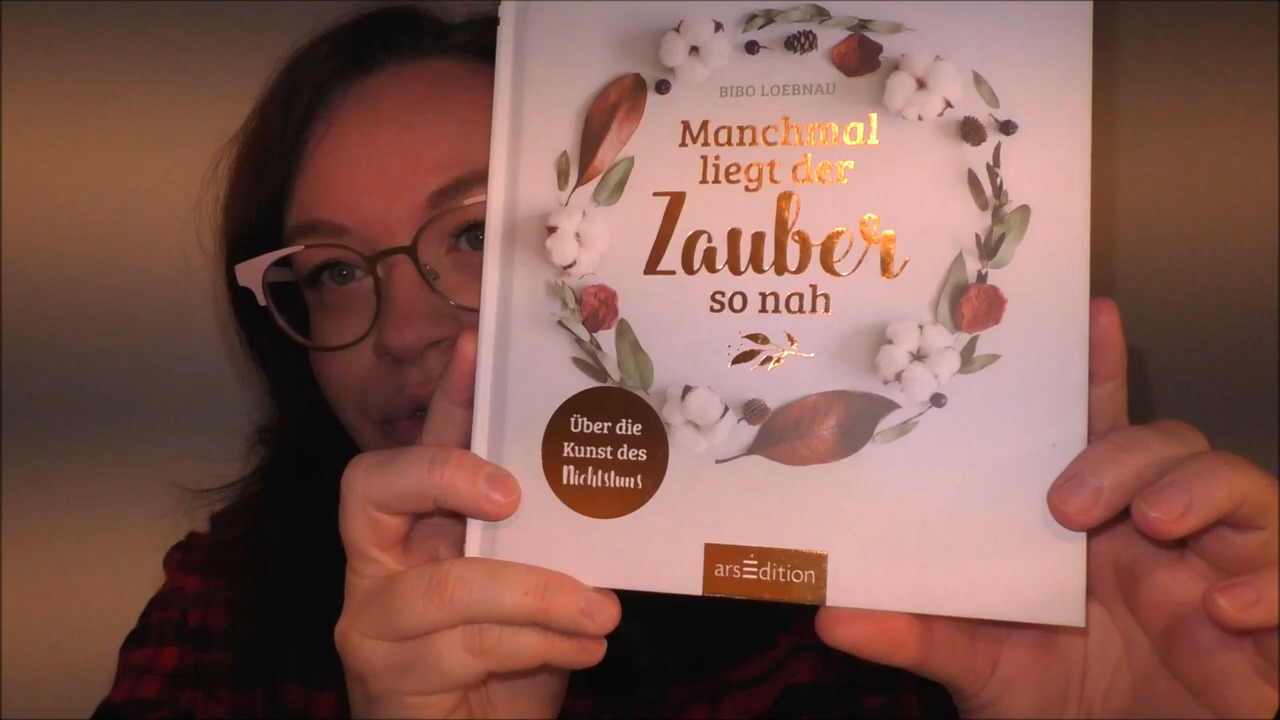 BIBO LOEBNAU
Manchmal
liegt der
Zauber
so nah
Über die
Kunst des
Nichtstuns
arsEdition